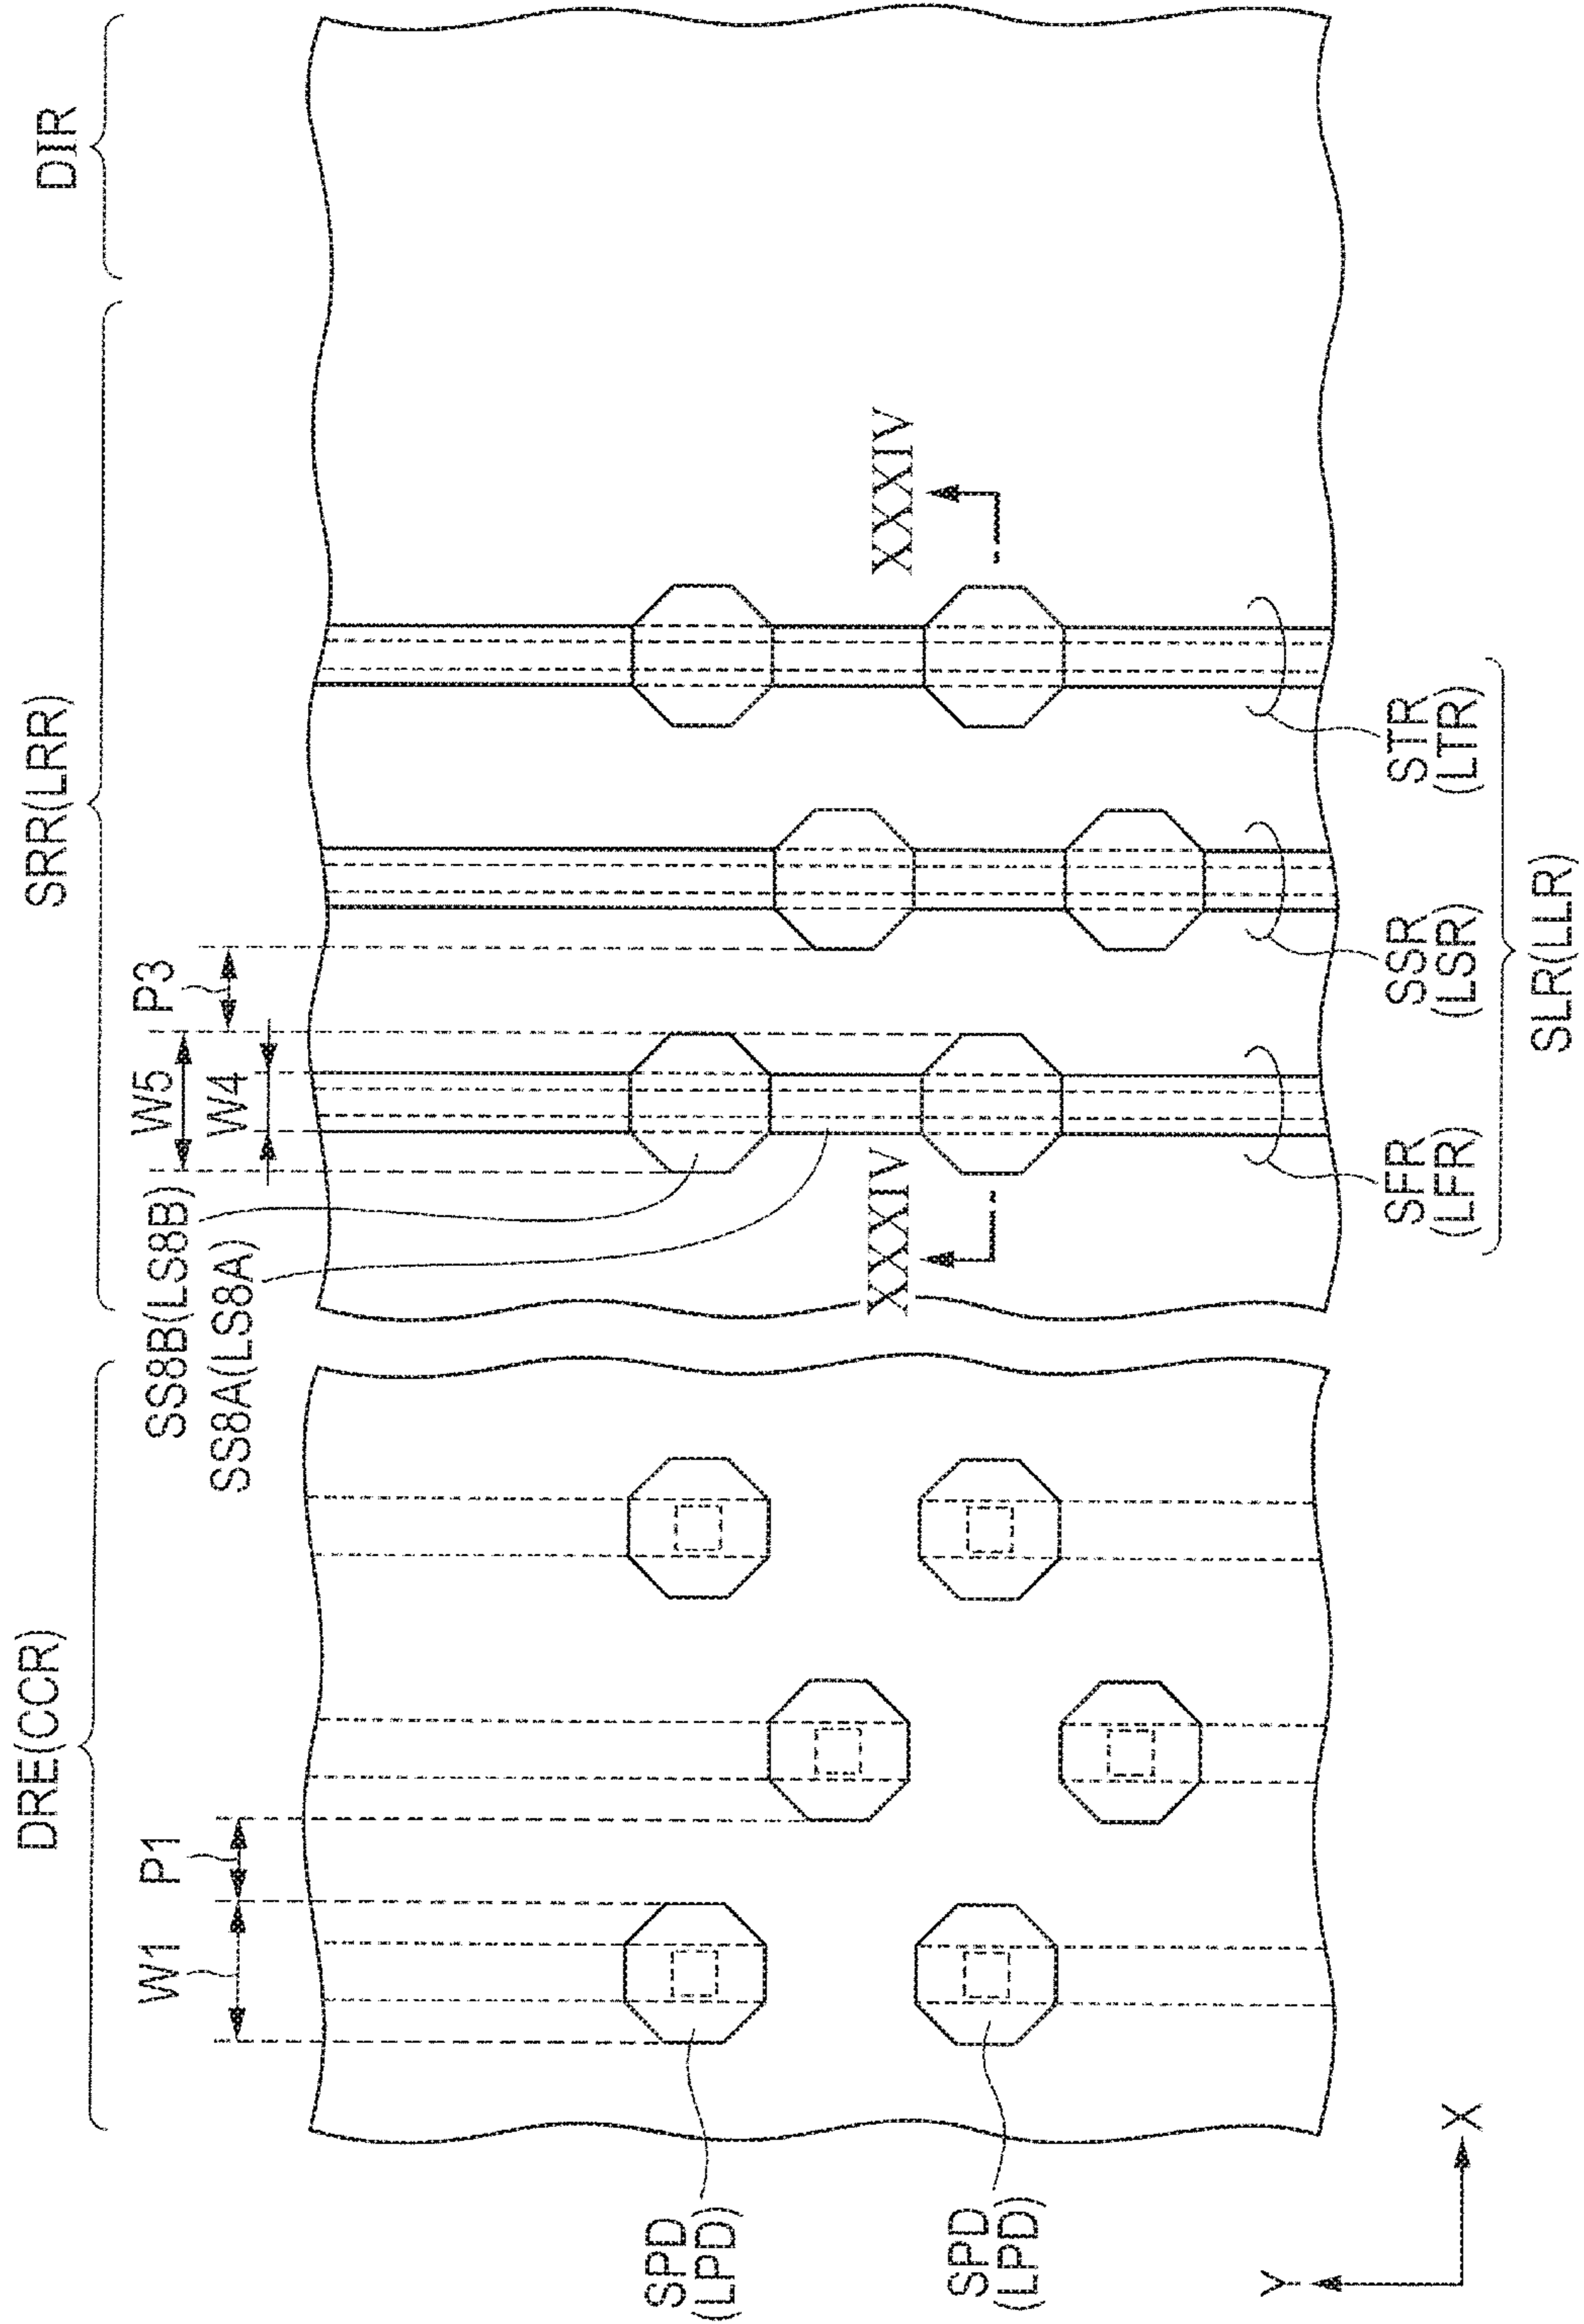 DRE(CCR)
SRR(LRR)
DIR
W1
P1
SS8B(LS8B)
W5
P3
SS8A(LS8A)
W4
SPD
(LPD)
XXXIV
XXXIV
SPD
(LPD)
Y
SFR
(LFR)
SSR
(LSR)
STR
(LTR)
X
SLR(LLR)